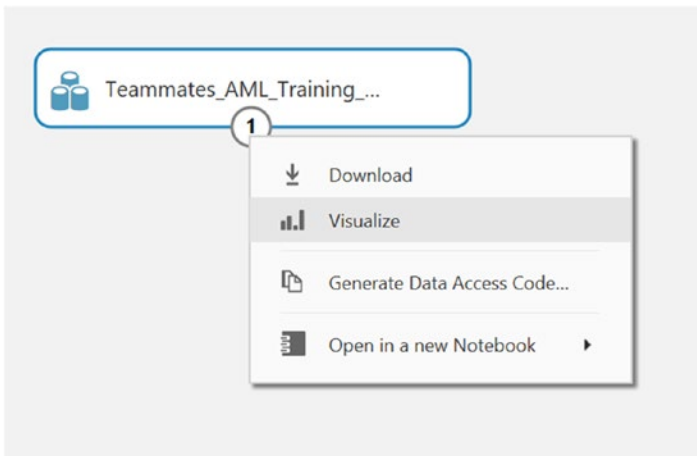 Teammates_AML_Training_...
1
Download
Visualize
Generate Data Access Code...
Open in a new Notebook